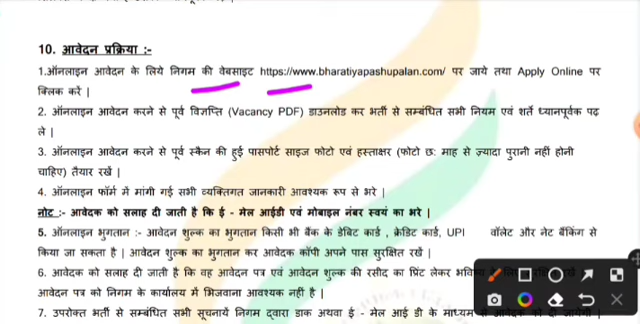 10. आवेदन प्रक्रिया :-
1.ऑनलाइन आवेदन के लिये निगम की वेबसाइट https://www.bharatiyapashupalan.com/ पर जाये तथा Apply Online पर
क्लिक करें |
2. ऑनलाइन आवेदन करने से पूर्व विज्ञप्ति (Vacancy PDF) डाउनलोड कर भर्ती से सम्बंधित सभी नियम एवं शर्ते ध्यानपूर्वक पढ़
ले |
3. ऑनलाइन आवेदन करने से पूर्व स्कैन की हुई पासपोर्ट साइज फोटो एवं हस्ताक्षर (फोटो छ: माह से ज़्यादा पुरानी नहीं होनी
चाहिए) तैयार रखें |
4. ऑनलाइन फॉर्म में मांगी गई सभी व्यक्तिगत जानकारी आवश्यक रूप से भरे |
नोट :- आवेदक को सलाह दी जाती है कि ई - मेल आईडी एवं मोबाइल नंबर स्वयं का भरे |
5. ऑनलाइन भुगतान :- आवेदन शुल्क का भुगतान किसी भी बैंक के डेबिट कार्ड , क्रेडिट कार्ड, UPI वॉलेट और नेट बैंकिंग से
किया जा सकता है | आवेदन शुल्क का भुगतान कर आवेदक कॉपी अपने पास सुरक्षित रखें |
6. आवेदक को सलाह दी जाती है कि वह आवेदन पत्र एवं आवेदन शुल्क की रसीद का प्रिंट लेकर
आवेदन पत्र को निगम के कार्यालय में भिजवाना आवश्यक नहीं है |
7. उपरोक्त भर्ती से सम्बंधित सभी सूचनायें निगम द्वारा डाक अथवा ई - मेल आई डी के माध्यम